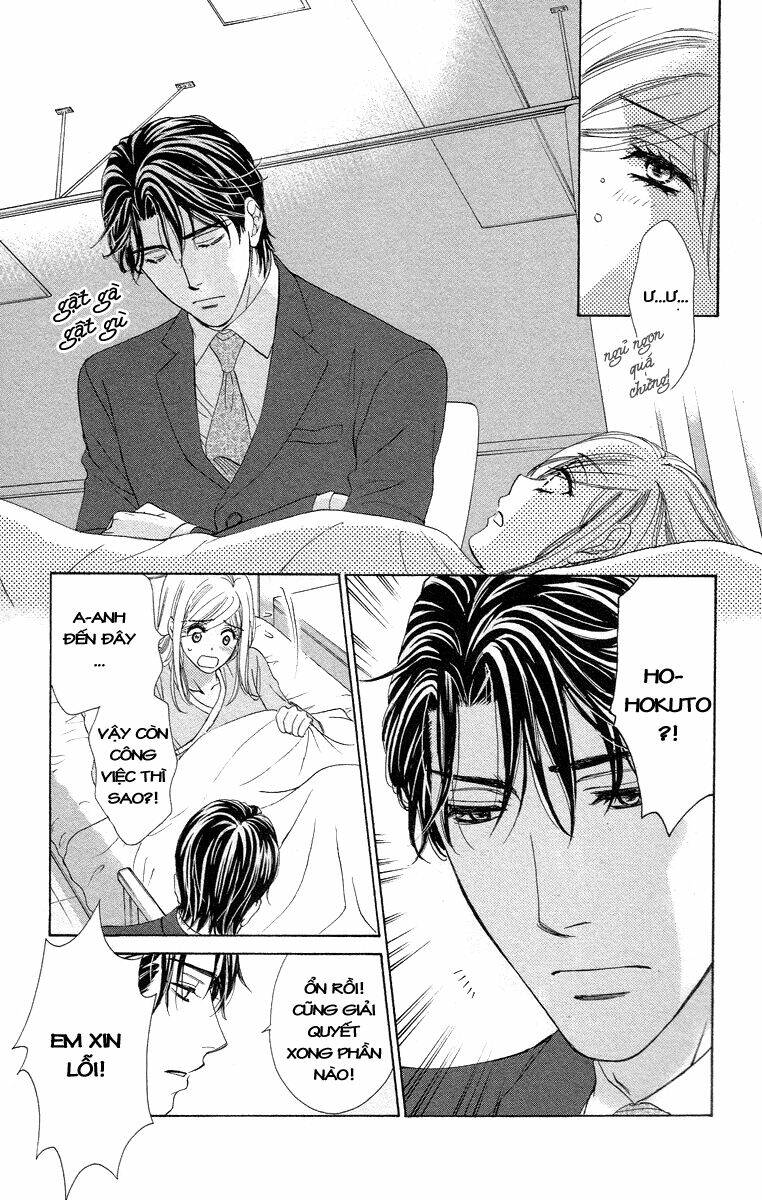 Ư...Ư...
ngủ ngon
quá
chừng!
gật gà
gật gù
HO-
HOKUTO
?!
A-ANH
ĐẾN ĐÂY
...
VẬY CÒN
CÔNG
VIỆC THÌ
SAO?!
ỔN RỒI!
CŨNG GIẢI
QUYẾT
XONG PHẦN
NÀO!
EM XIN
LỖI!